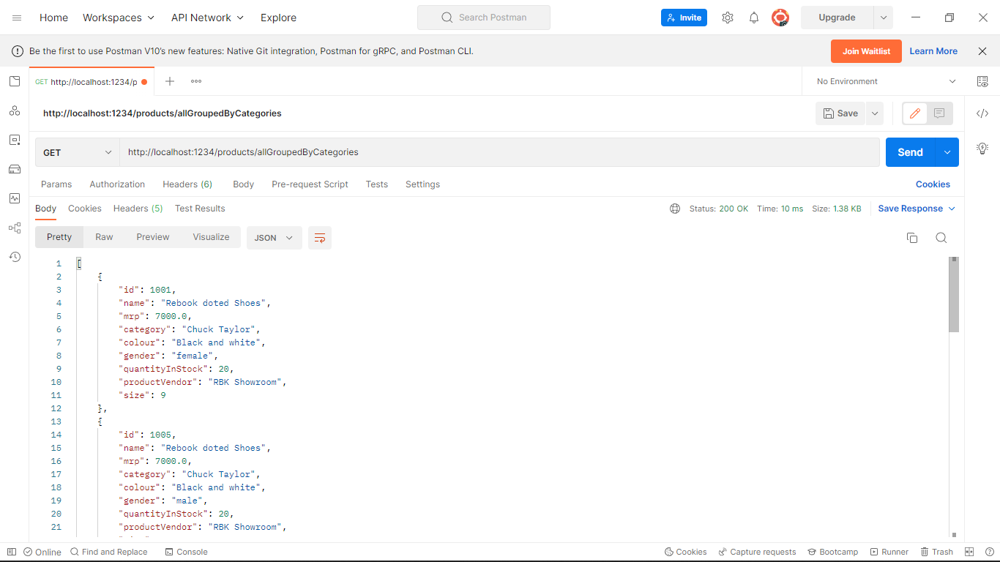 Home Workspaces API Network Explore Search Postman Invite Upgrade
Be the first to use Postman V10's new features: Native Git integration, Postman for gRPC, and Postman CLI. Join Waitlist Learn More
GET http://localhost:1234/p No Environment
http://localhost:1234/products/allGroupedByCategories Save
GET http://localhost:1234/products/allGroupedByCategories Send
Params Authorization Headers (6) Body Pre-request Script Tests Settings Cookies
Body Cookies Headers (5) Test Results Status: 200 OK Time: 10 ms Size: 1.38 KB Save Response
Pretty Raw Preview Visualize JSON
1 [
2 {
3 "id": 1001,
4 "name": "Rebook doted Shoes",
5 "mrp": 7000.0,
6 "category": "Chuck Taylor",
7 "colour": "Black and white",
8 "gender": "female",
9 "quantityInStock": 20,
10 "productVendor": "RBK Showroom",
11 "size": 9
12 },
13 {
14 "id": 1005,
15 "name": "Rebook doted Shoes",
16 "mrp": 7000.0,
17 "category": "Chuck Taylor",
18 "colour": "Black and white",
19 "gender": "male",
20 "quantityInStock": 20,
21 "productVendor": "RBK Showroom",
Online Find and Replace Console Cookies Capture requests Bootcamp Runner Trash